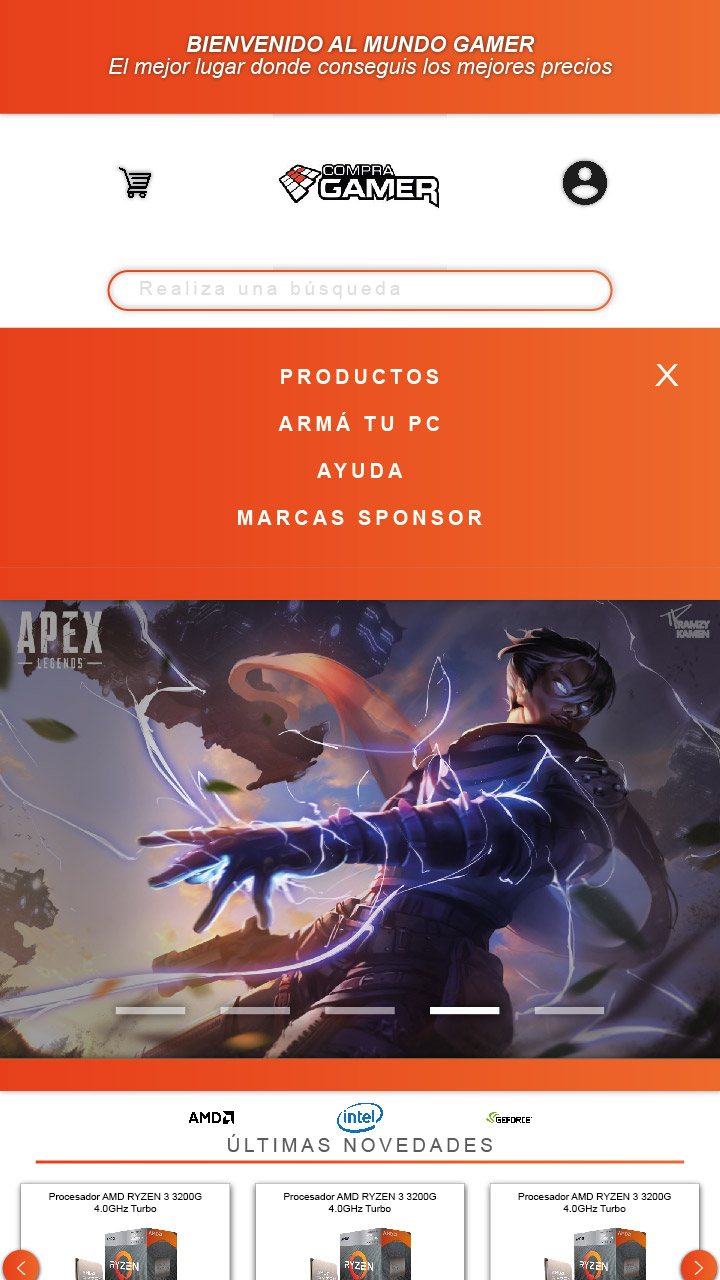 BIENVENIDO AL MUNDO GAMER
El mejor lugar donde conseguis los mejores precios
COMPRA
GAMER
Realiza una búsqueda
PRODUCTOS
X
ARMÁ TU PC
AYUDA
MARCAS SPONSOR
APEX
LEGENDS
RAMZY
KAMEN
AMD
intel
GEFORCE
ÚLTIMAS NOVEDADES
Procesador AMD RYZEN 3 3200G
4.0GHz Turbo
Procesador AMD RYZEN 3 3200G
4.0GHz Turbo
Procesador AMD RYZEN 3 3200G
4.0GHz Turbo
RYZEN
RYZEN
RYZEN